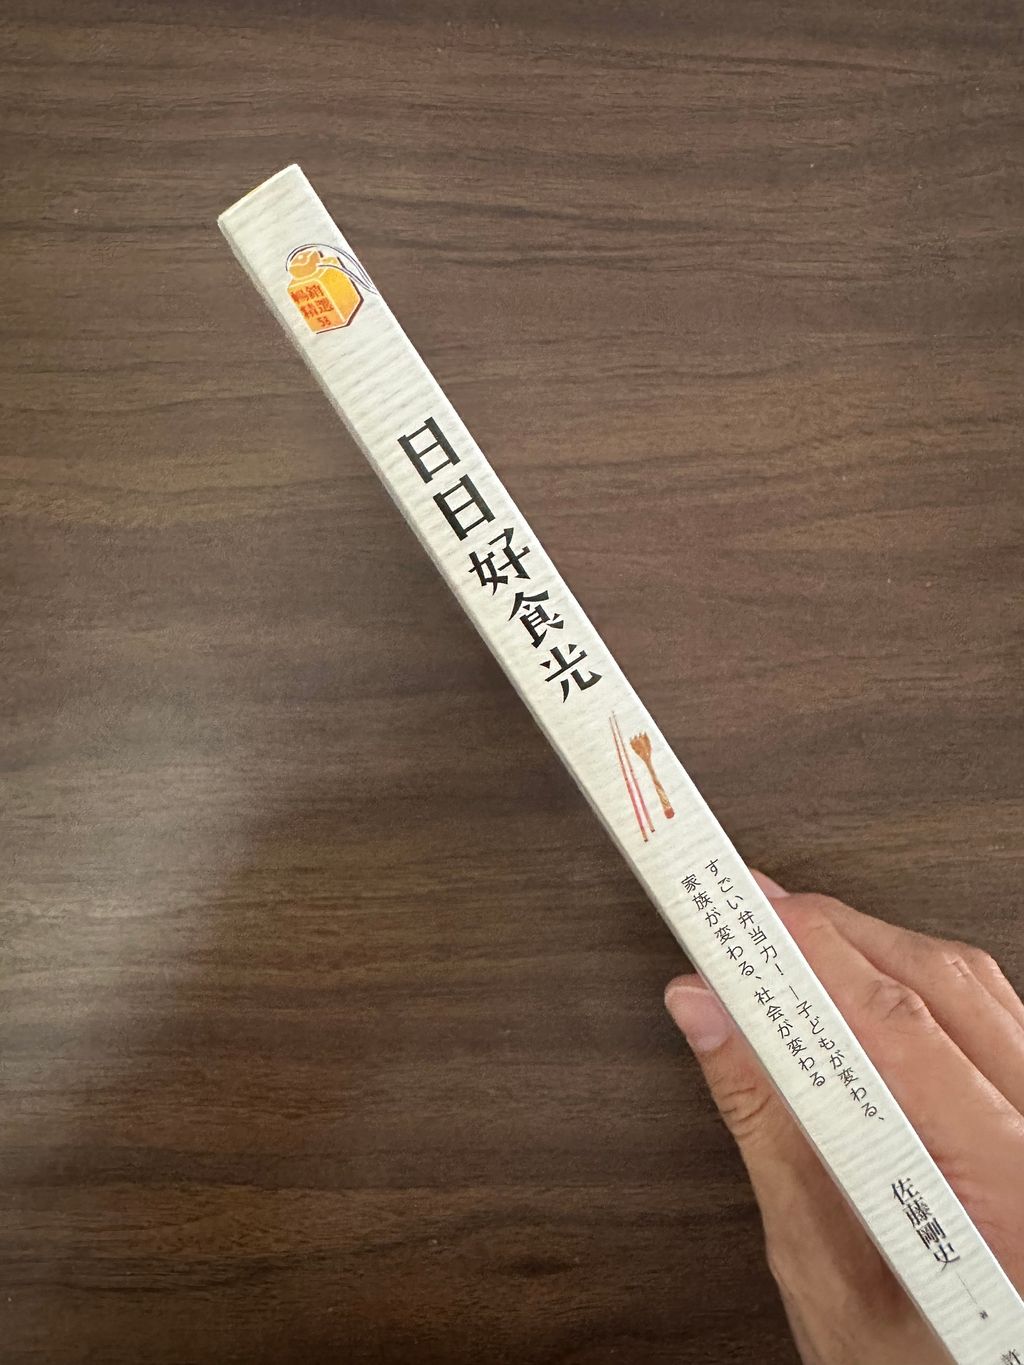 暢銷
精選
53
日日好食光
すごい弁当力！—子どもが変わる、
家族が変わる、社会が変わる
佐藤剛史——著
許